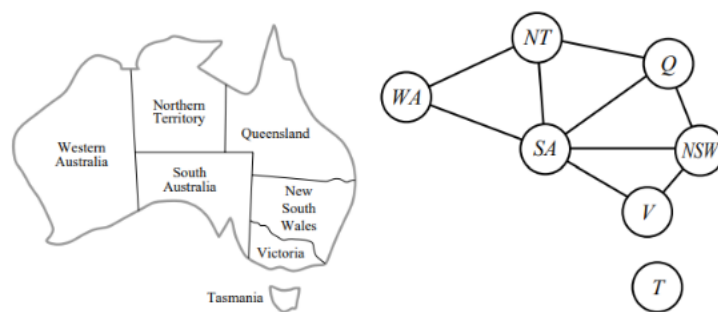 Northern
Territory
Western
Australia
Queensland
South
Australia
New
South
Wales
Victoria
Tasmania
NT
Q
WA
SA
NSW
V
T